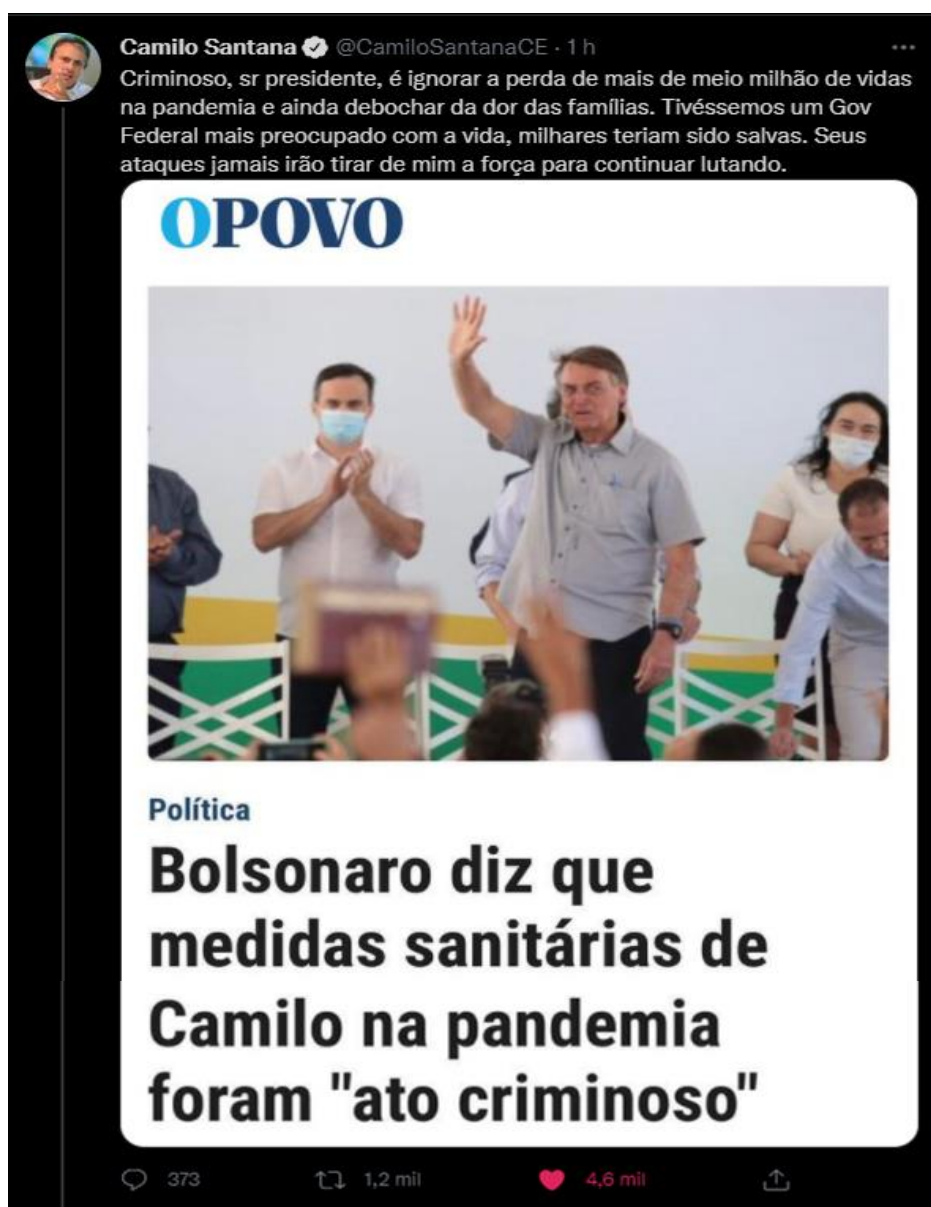 Camilo Santana @CamiloSantanaCE · 1 h
Criminoso, sr presidente, é ignorar a perda de mais de meio milhão de vidas
na pandemia e ainda debochar da dor das famílias. Tivéssemos um Gov
Federal mais preocupado com a vida, milhares teriam sido salvas. Seus
ataques jamais irão tirar de mim a força para continuar lutando.
OPOVO
Política
Bolsonaro diz que
medidas sanitárias de
Camilo na pandemia
foram "ato criminoso"
373 1,2 mil 4,6 mil